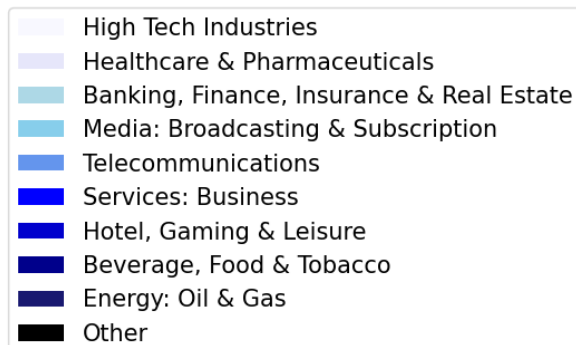 High Tech Industries
Healthcare & Pharmaceuticals
Banking, Finance, Insurance & Real Estate
Media: Broadcasting & Subscription
Telecommunications
Services: Business
Hotel, Gaming & Leisure
Beverage, Food & Tobacco
Energy: Oil & Gas
Other